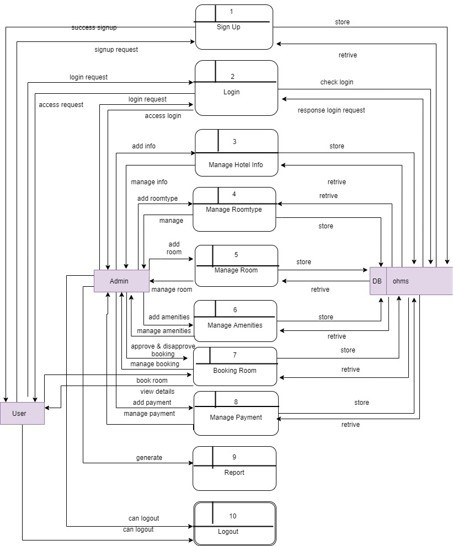 1
store
success signup
Sign Up
signup request
retrive
login request
2
check login
Login
login request
access request
response login request
access login
3
add info
store
Manage Hotel Info
manage info
retrive
4
add roomtype
retrive
Manage Roomtype
manage
store
add
room
5
store
Manage Room
Admin
DB
ohms
manage room
retrive
6
add amenities
store
Manage Amenities
manage amenities
retrive
approve & disapprove
booking
7
store
manage booking
Booking Room
retrive
book room
view details
add payment
8
store
User
manage payment
Manage Payment
retrive
generate
9
Report
can logout
10
can logout
Logout